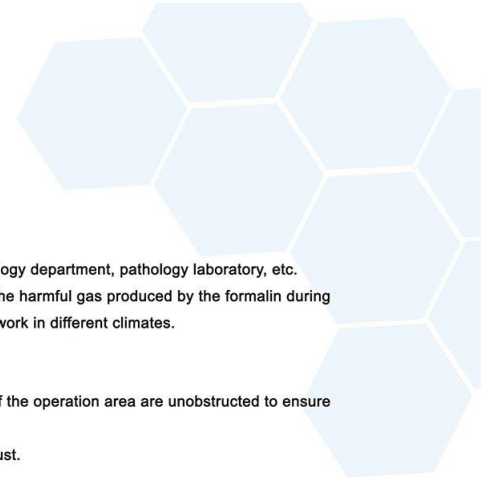 ogy department, pathology laboratory, etc.
he harmful gas produced by the formalin during
work in different climates.
f the operation area are unobstructed to ensure
ust.